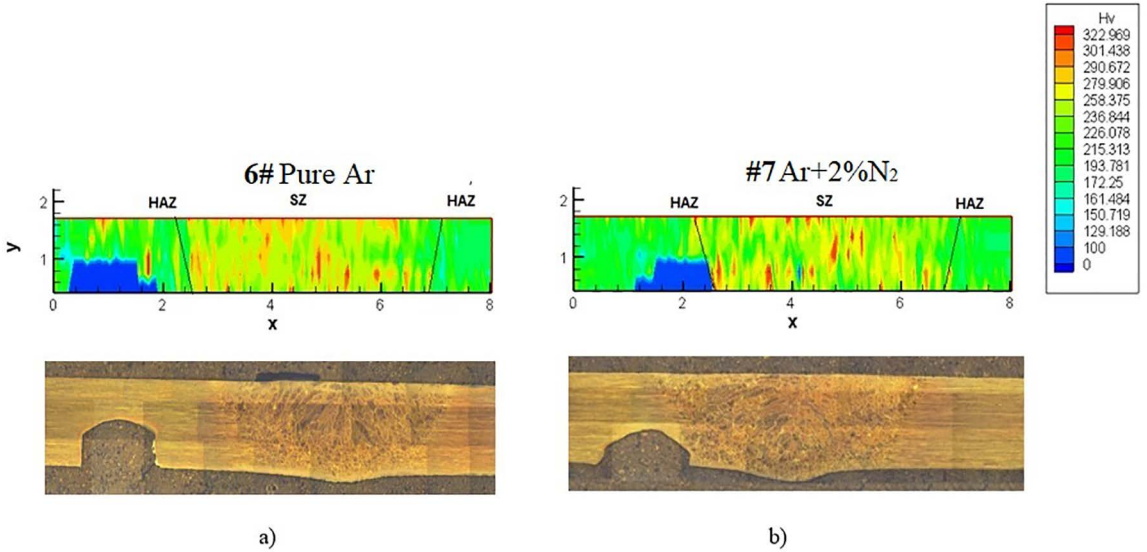 Hv
322.969
301.438
290.672
279.906
258.375
236.844
226.078
215.313
193.781
172.25
161.484
150.719
129.188
100
0
6# Pure Ar
#7 Ar+2%N₂
HAZ SZ HAZ
HAZ SZ HAZ
2
1
y
0 2 4 6 8
x
2
1
0 2 4 6 8
x
a)
b)